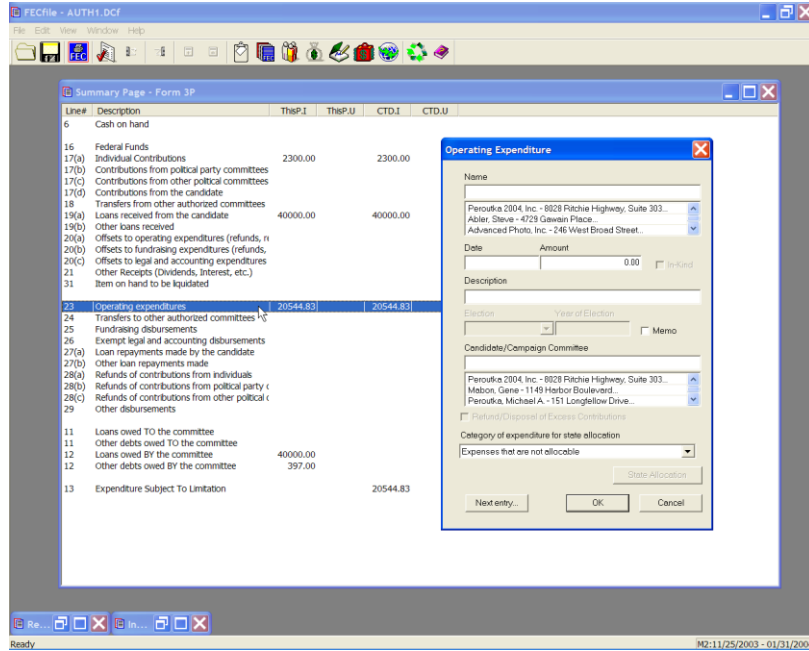 FECfile - AUTH1.DCf
File Edit View Window Help
FEC
Summary Page - Form 3P
Line# Description ThisP.I ThisP.U CTD.I CTD.U
6 Cash on hand
16 Federal Funds
17(a) Individual Contributions 2300.00 2300.00
17(b) Contributions from political party committees
17(c) Contributions from other political committees
17(d) Contributions from the candidate
18 Transfers from other authorized committees
19(a) Loans received from the candidate 40000.00 40000.00
19(b) Other loans received
20(a) Offsets to operating expenditures (refunds, r
20(b) Offsets to fundraising expenditures (refunds,
20(c) Offsets to legal and accounting expenditures
21 Other Receipts (Dividends, Interest, etc.)
31 Item on hand to be liquidated
23 Operating expenditures 20544.83 20544.83
24 Transfers to other authorized committees
25 Fundraising disbursements
26 Exempt legal and accounting disbursements
27(a) Loan repayments made by the candidate
27(b) Other loan repayments made
28(a) Refunds of contributions from individuals
28(b) Refunds of contributions from political party c
28(c) Refunds of contributions from other political c
29 Other disbursements
11 Loans owed TO the committee
11 Other debts owed TO the committee
12 Loans owed BY the committee 40000.00
12 Other debts owed BY the committee 397.00
13 Expenditure Subject To Limitation 20544.83
Operating Expenditure
Name
Peroutka 2004, Inc. - 8028 Ritchie Highway, Suite 303...
Abler, Steve - 4729 Gawain Place...
Advanced Photo, Inc. - 246 West Broad Street...
Date Amount
0.00 In-Kind
Description
Election Year of Election
Memo
Candidate/Campaign Committee
Peroutka 2004, Inc. - 8028 Ritchie Highway, Suite 303...
Mabon, Gene - 1149 Harbor Boulevard...
Peroutka, Michael A. - 151 Longfellow Drive...
Refund/Disposal of Excess Contributions
Category of expenditure for state allocation
Expenses that are not allocable
State Allocation
Next entry... OK Cancel
Re... In...
Ready M2:11/25/2003 - 01/31/200